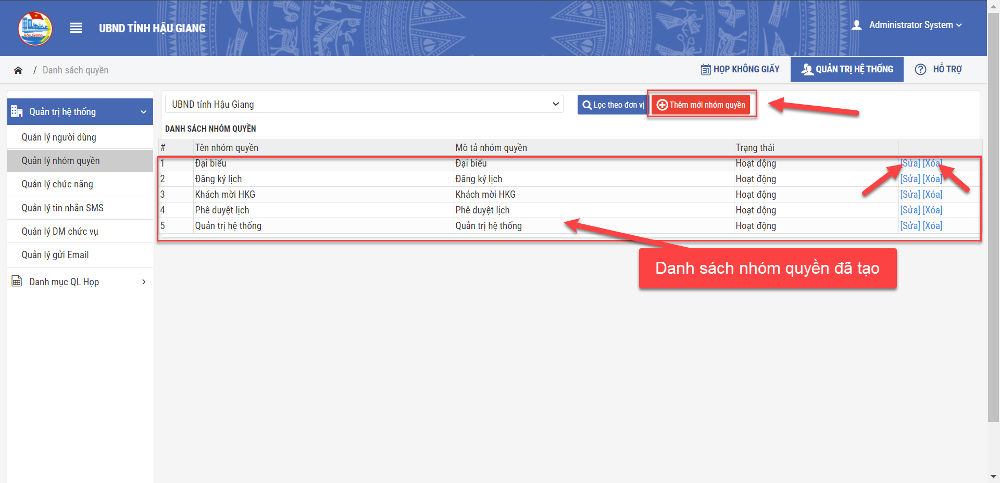 Hậu Giang
UBND TỈNH HẬU GIANG
Administrator System
/ Danh sách quyền
31 HỌP KHÔNG GIẤY
QUẢN TRỊ HỆ THỐNG
? HỖ TRỢ
Quản trị hệ thống
Quản lý người dùng
Quản lý nhóm quyền
Quản lý chức năng
Quản lý tin nhắn SMS
Quản lý DM chức vụ
Quản lý gửi Email
Danh mục QL Họp
UBND tỉnh Hậu Giang
Lọc theo đơn vị
Thêm mới nhóm quyền
DANH SÁCH NHÓM QUYỀN
# Tên nhóm quyền Mô tả nhóm quyền Trạng thái
1 Đại biểu Đại biểu Hoạt động [Sửa] [Xóa]
2 Đăng ký lịch Đăng ký lịch Hoạt động [Sửa] [Xóa]
3 Khách mời HKG Khách mời HKG Hoạt động [Sửa] [Xóa]
4 Phê duyệt lịch Phê duyệt lịch Hoạt động [Sửa] [Xóa]
5 Quản trị hệ thống Quản trị hệ thống Hoạt động [Sửa] [Xóa]
Danh sách nhóm quyền đã tạo